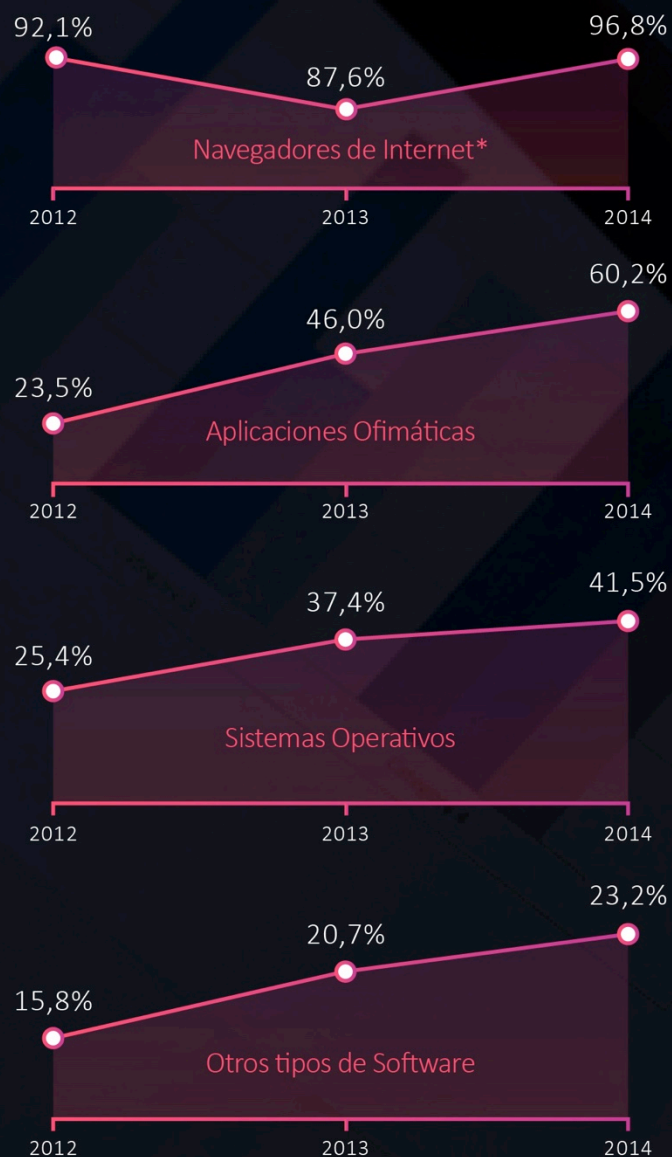 92,1%
87,6%
96,8%
Navegadores de Internet*
2012 2013 2014
23,5%
46,0%
60,2%
Aplicaciones Ofimáticas
2012 2013 2014
25,4%
37,4%
41,5%
Sistemas Operativos
2012 2013 2014
15,8%
20,7%
23,2%
Otros tipos de Software
2012 2013 2014